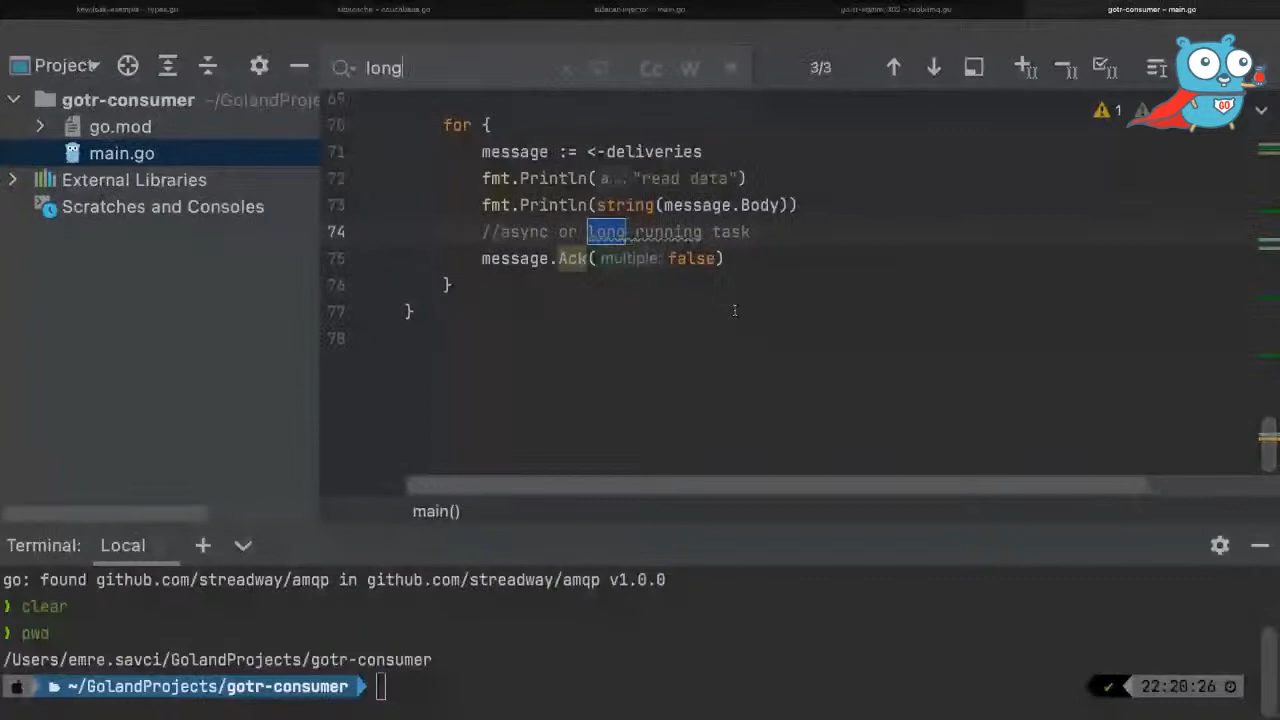 gotr-consumer – main.go
Project
long
Cc
W
3/3
gotr-consumer ~/GolandProje
go.mod
main.go
External Libraries
Scratches and Consoles
69
70 for {
71 message := <-deliveries
72 fmt.Println( a... "read data")
73 fmt.Println(string(message.Body))
74 //async or long running task
75 message.Ack( multiple: false)
76 }
77 }
78
1
GO
main()
Terminal: Local
go: found github.com/streadway/amqp in github.com/streadway/amqp v1.0.0
❯ clear
❯ pwd
/Users/emre.savci/GolandProjects/gotr-consumer
~/GolandProjects/gotr-consumer
22:20:26